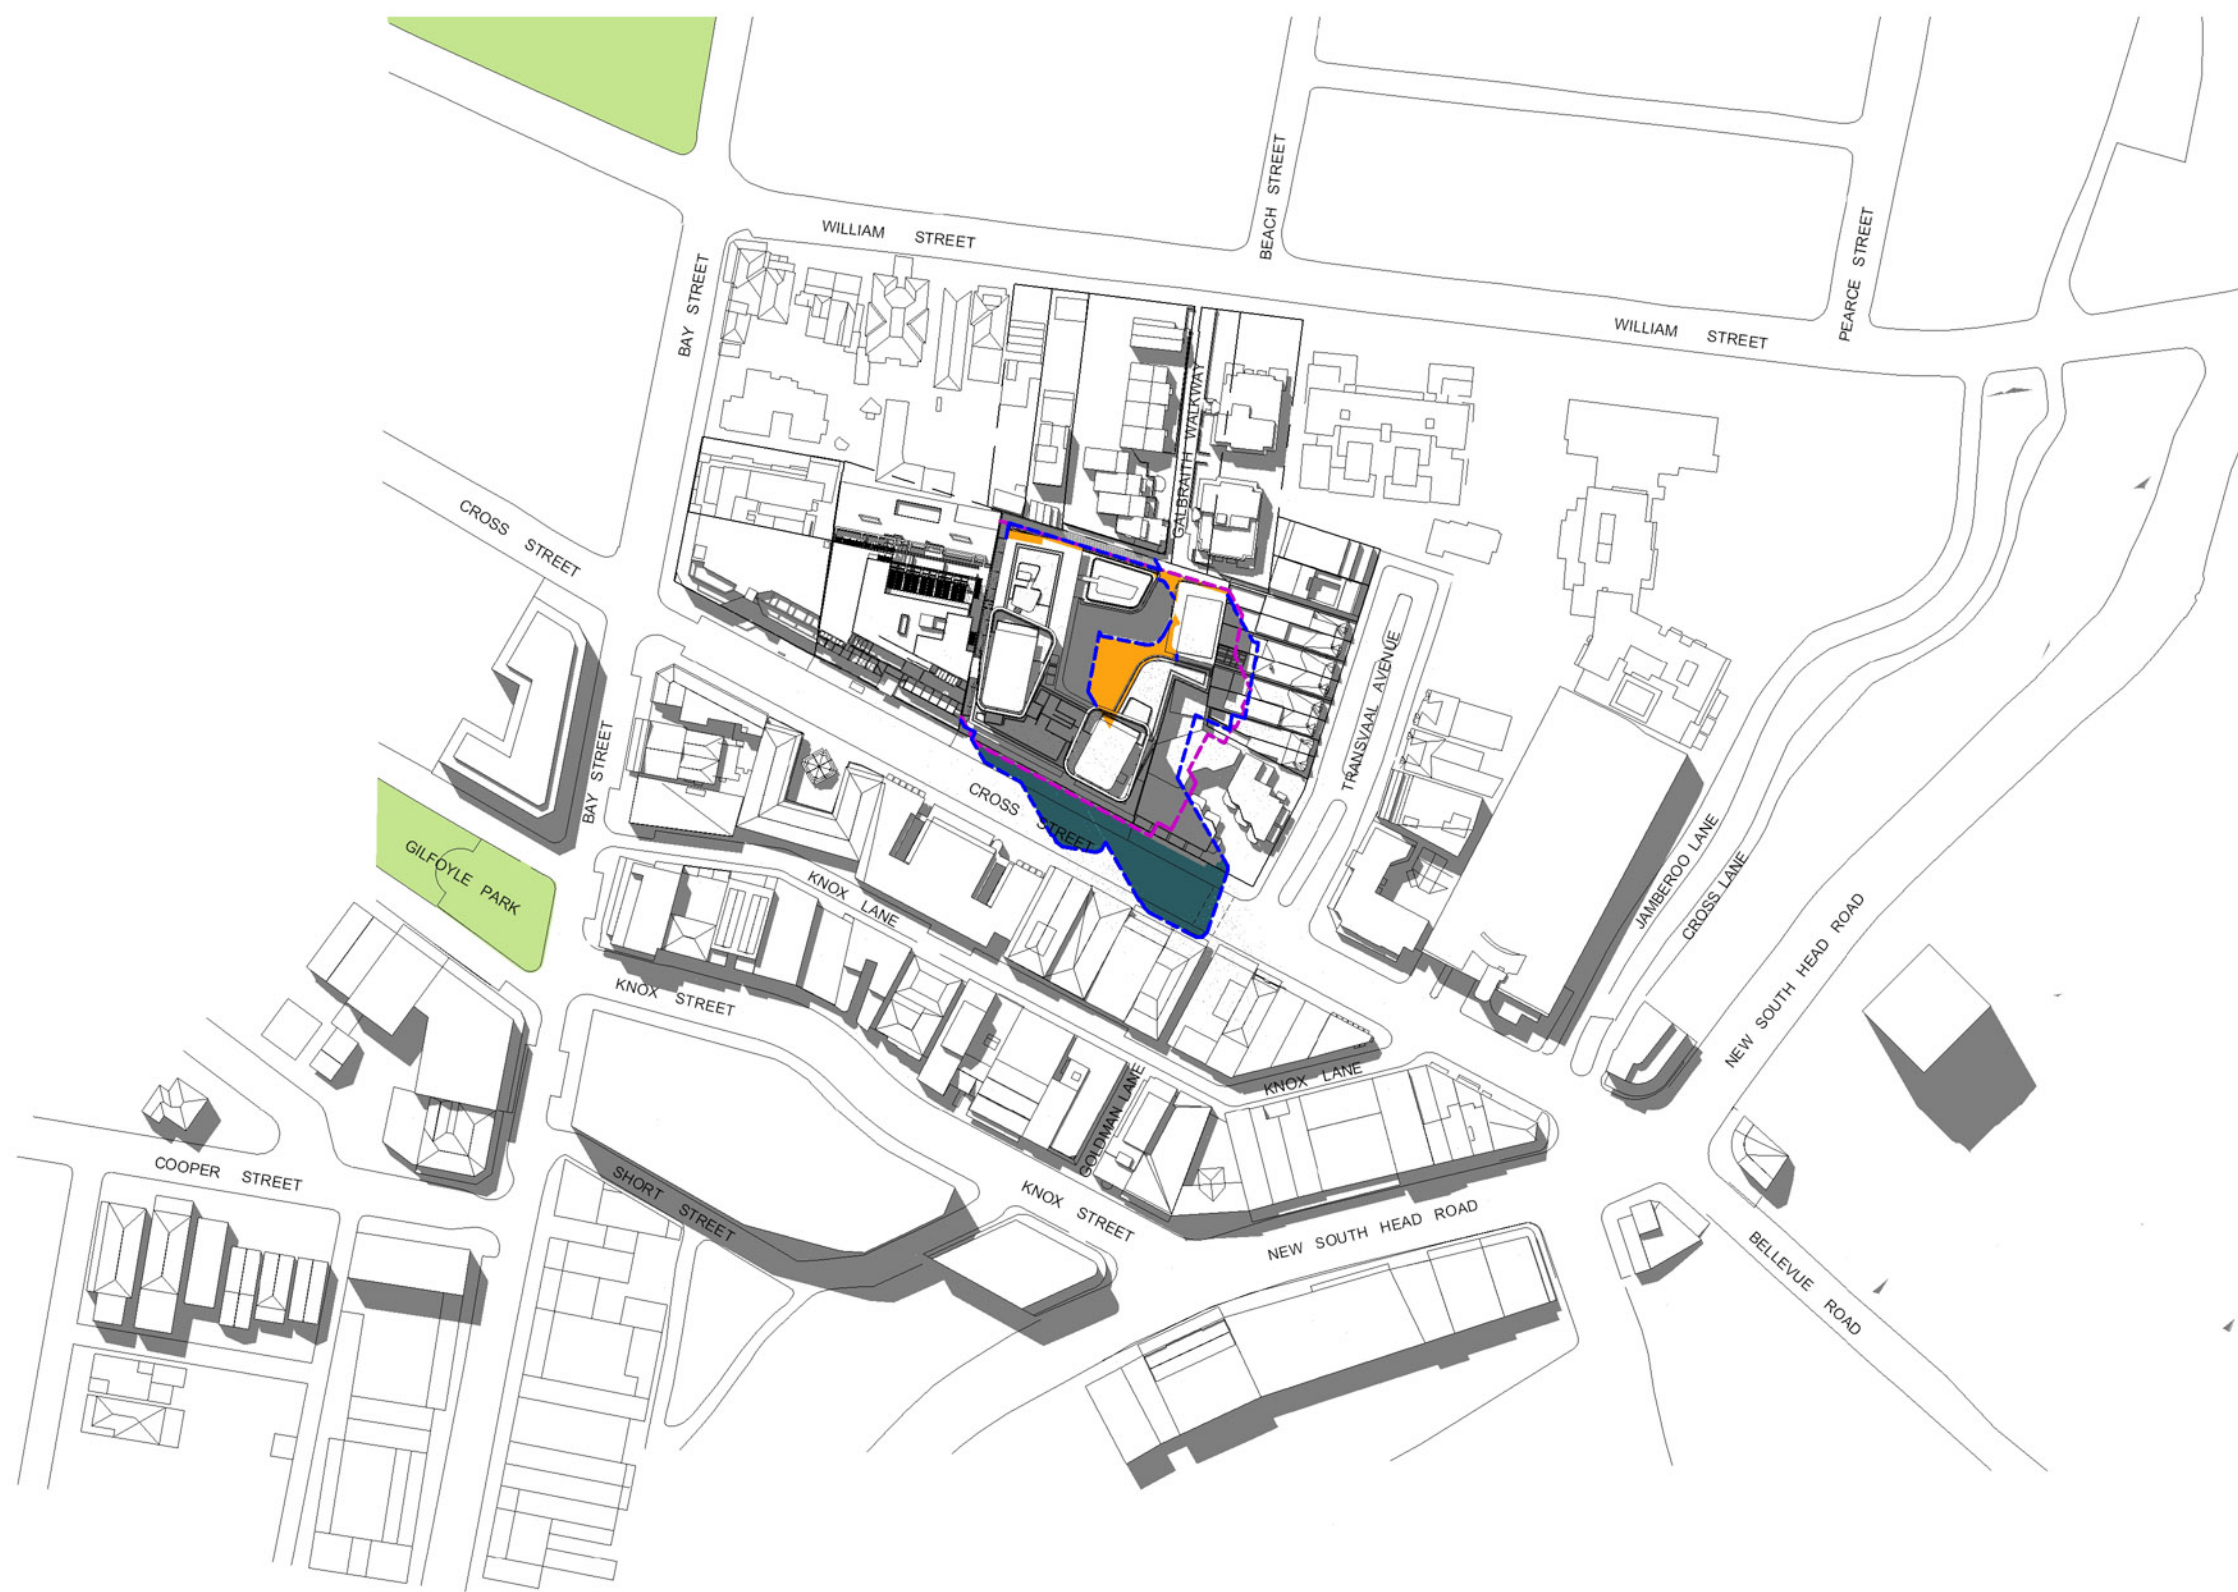 WILLIAM STREET
BEACH STREET
PEARCE STREET
BAY STREET
WILLIAM STREET
GALBRAITH WALKWAY
CROSS STREET
TRANSVAAL AVENUE
BAY STREET
CROSS STREET
GILFOYLE PARK
KNOX LANE
JAMBEROO LANE
CROSS LANE
NEW SOUTH HEAD ROAD
KNOX STREET
KNOX LANE
GOLDMAN LANE
COOPER STREET
SHORT STREET
KNOX STREET
NEW SOUTH HEAD ROAD
BELLEVUE ROAD